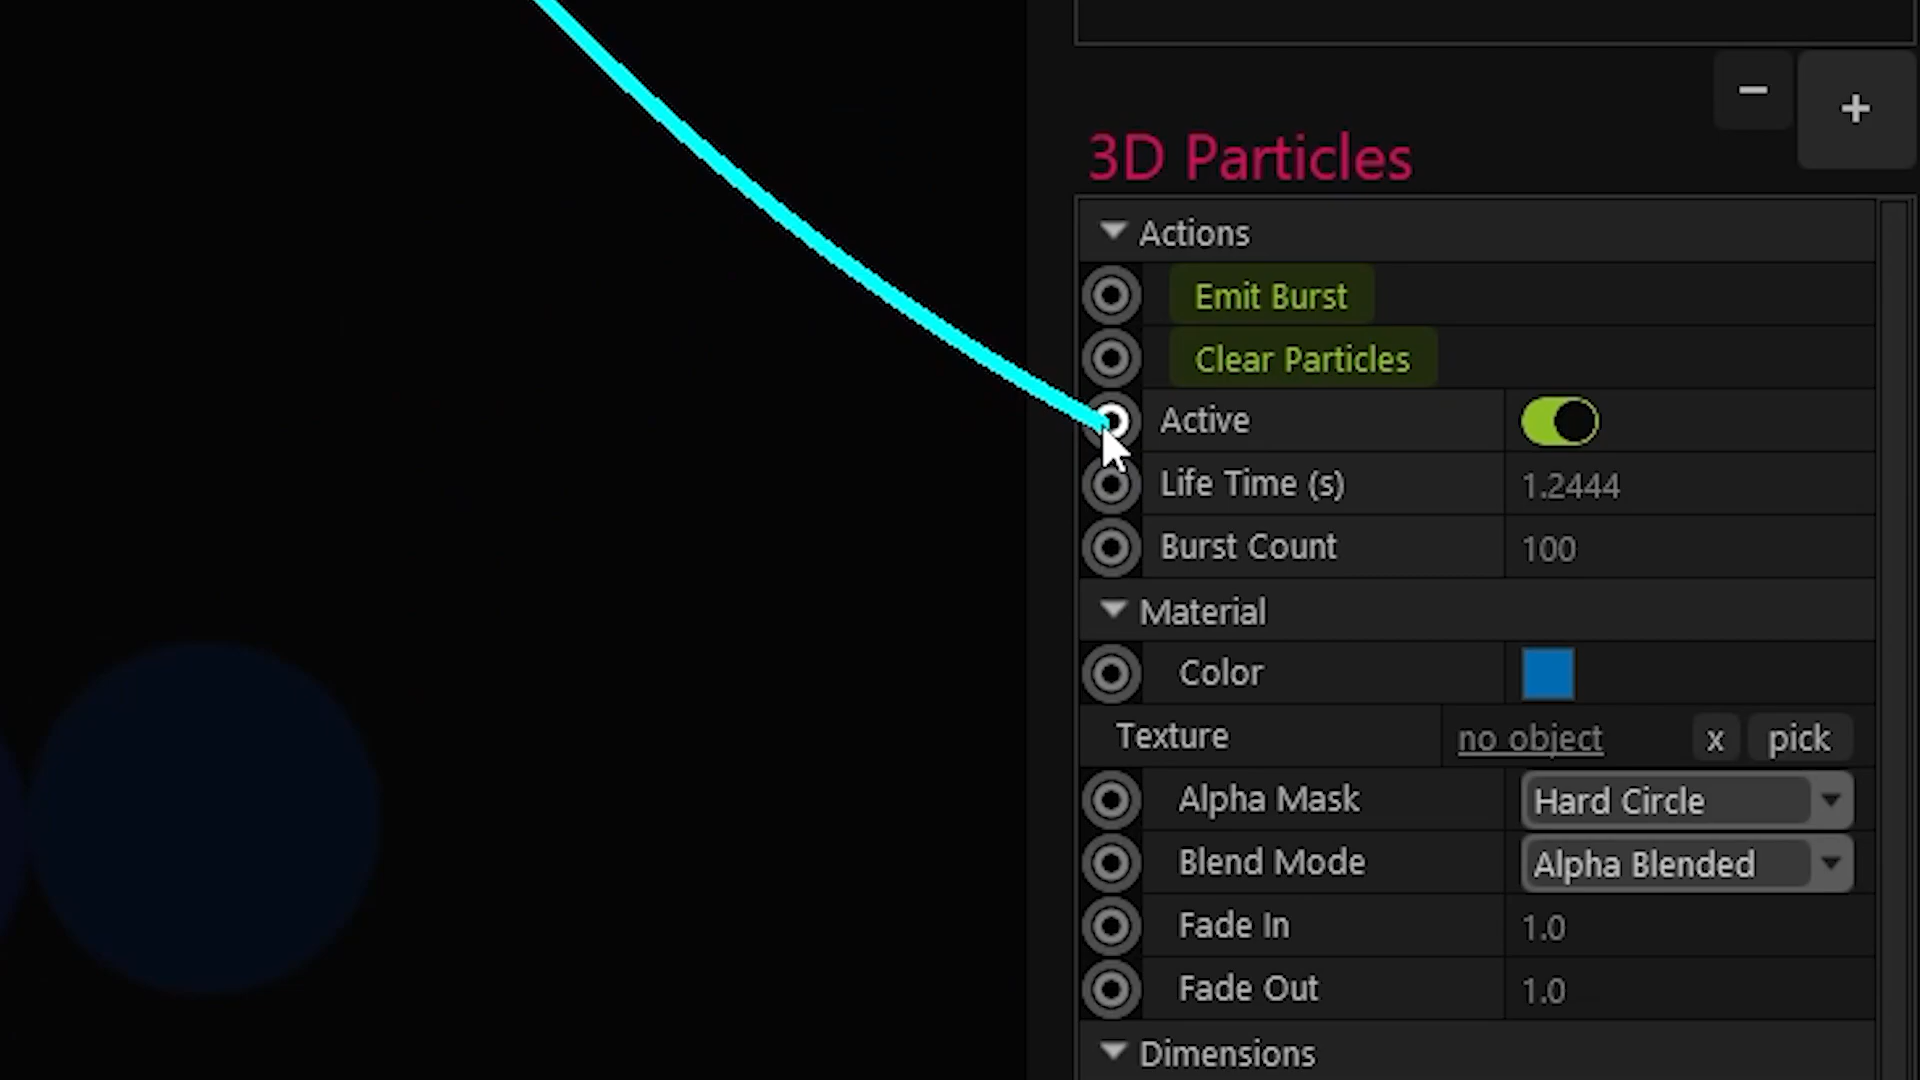 3D Particles
Actions
Emit Burst
Clear Particles
Active
Life Time (s) 1.2444
Burst Count 100
Material
Color
Texture no object x pick
Alpha Mask Hard Circle
Blend Mode Alpha Blended
Fade In 1.0
Fade Out 1.0
Dimensions